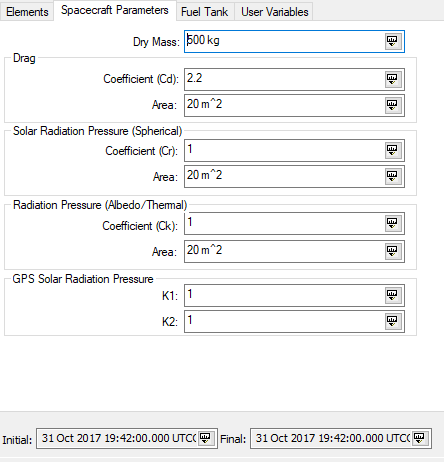 Elements Spacecraft Parameters Fuel Tank User Variables
Dry Mass: 500 kg
Drag
Coefficient (Cd): 2.2
Area: 20 m^2
Solar Radiation Pressure (Spherical)
Coefficient (Cr): 1
Area: 20 m^2
Radiation Pressure (Albedo/Thermal)
Coefficient (Ck): 1
Area: 20 m^2
GPS Solar Radiation Pressure
K1: 1
K2: 1
Initial: 31 Oct 2017 19:42:00.000 UTC Final: 31 Oct 2017 19:42:00.000 UTC